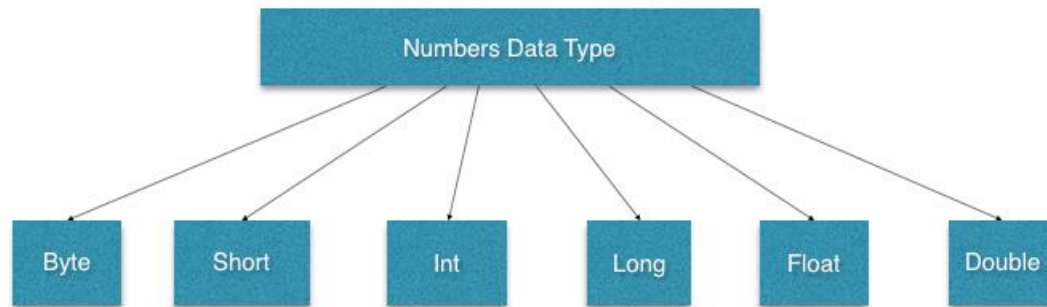 Numbers Data Type
Byte
Short
Int
Long
Float
Double